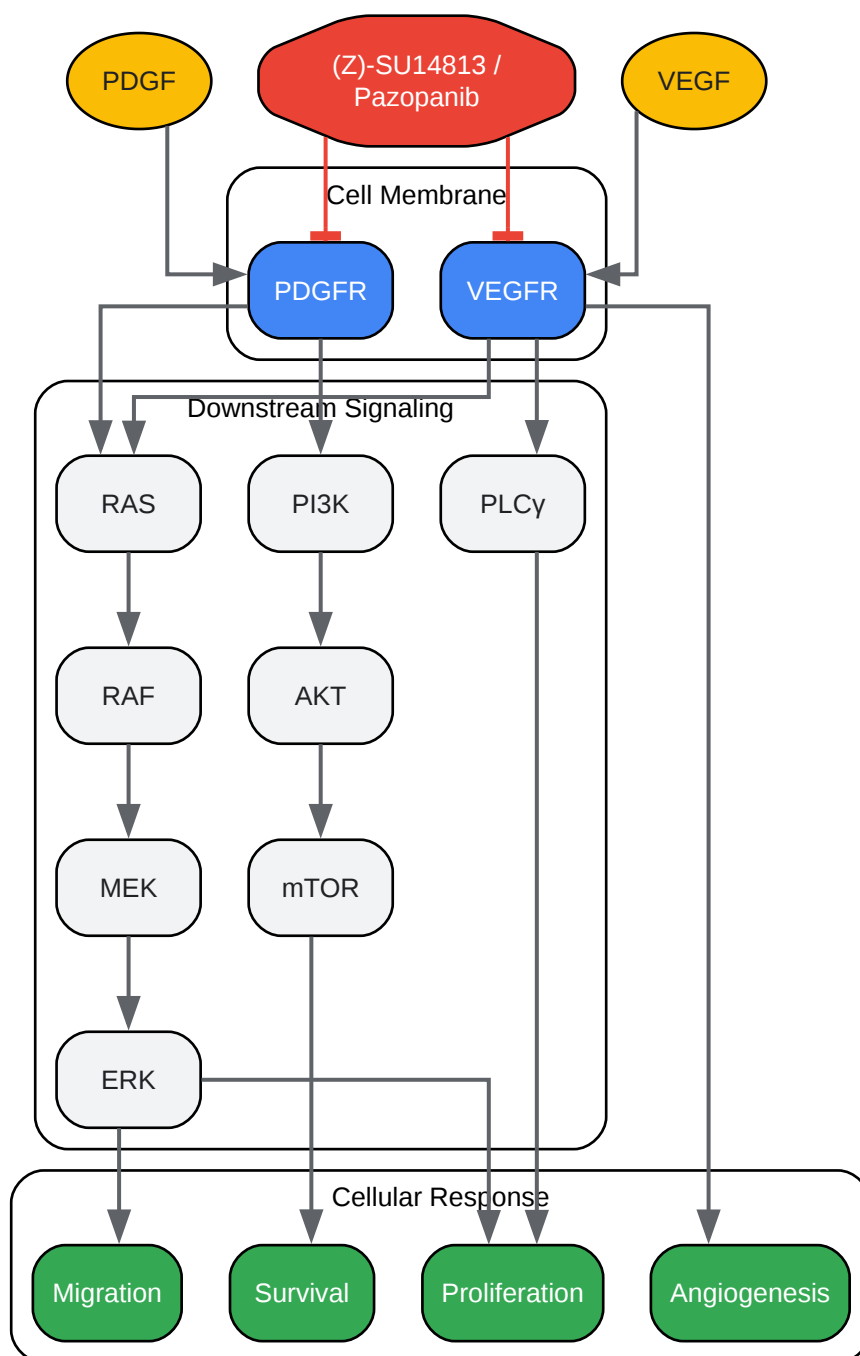 PDGF
(Z)-SU14813 /
Pazopanib
VEGF
Cell Membrane
PDGFR
VEGFR
Downstream Signaling
RAS
PI3K
PLCγ
RAF
AKT
MEK
mTOR
ERK
Cellular Response
Migration
Survival
Proliferation
Angiogenesis